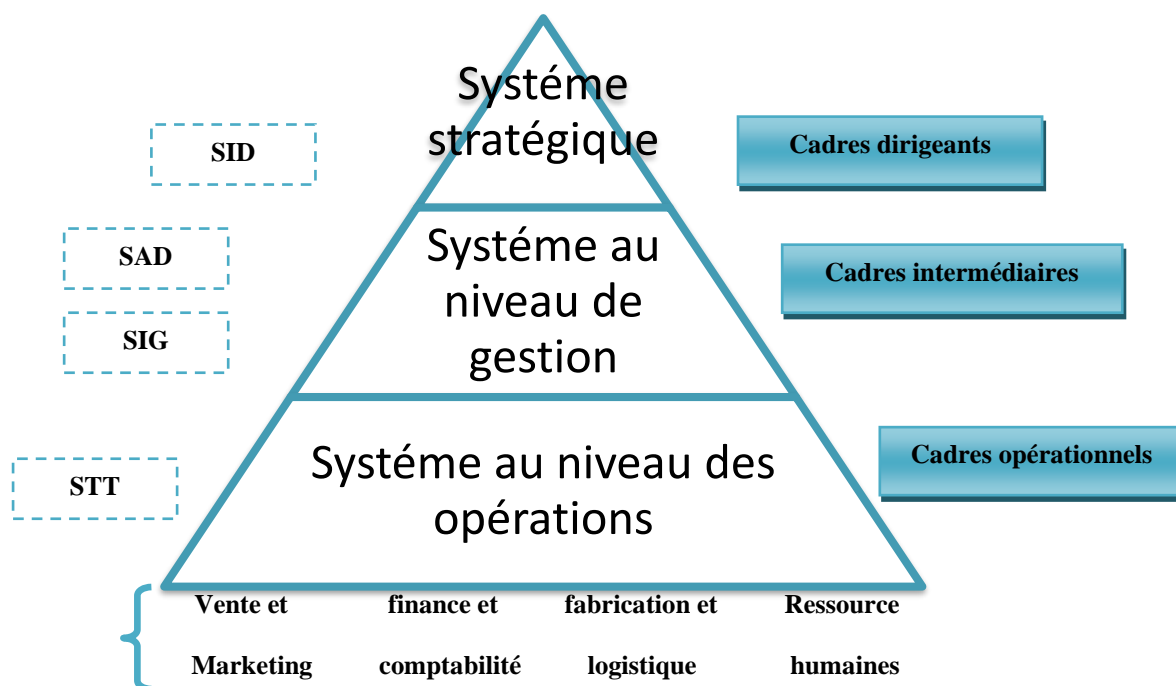 Systéme
stratégique
SID
Cadres dirigeants
Systéme au
niveau de
gestion
SAD
SIG
Cadres intermédiaires
Systéme au niveau des
opérations
STT
Cadres opérationnels
Vente et
Marketing
finance et
comptabilité
fabrication et
logistique
Ressource
humaines